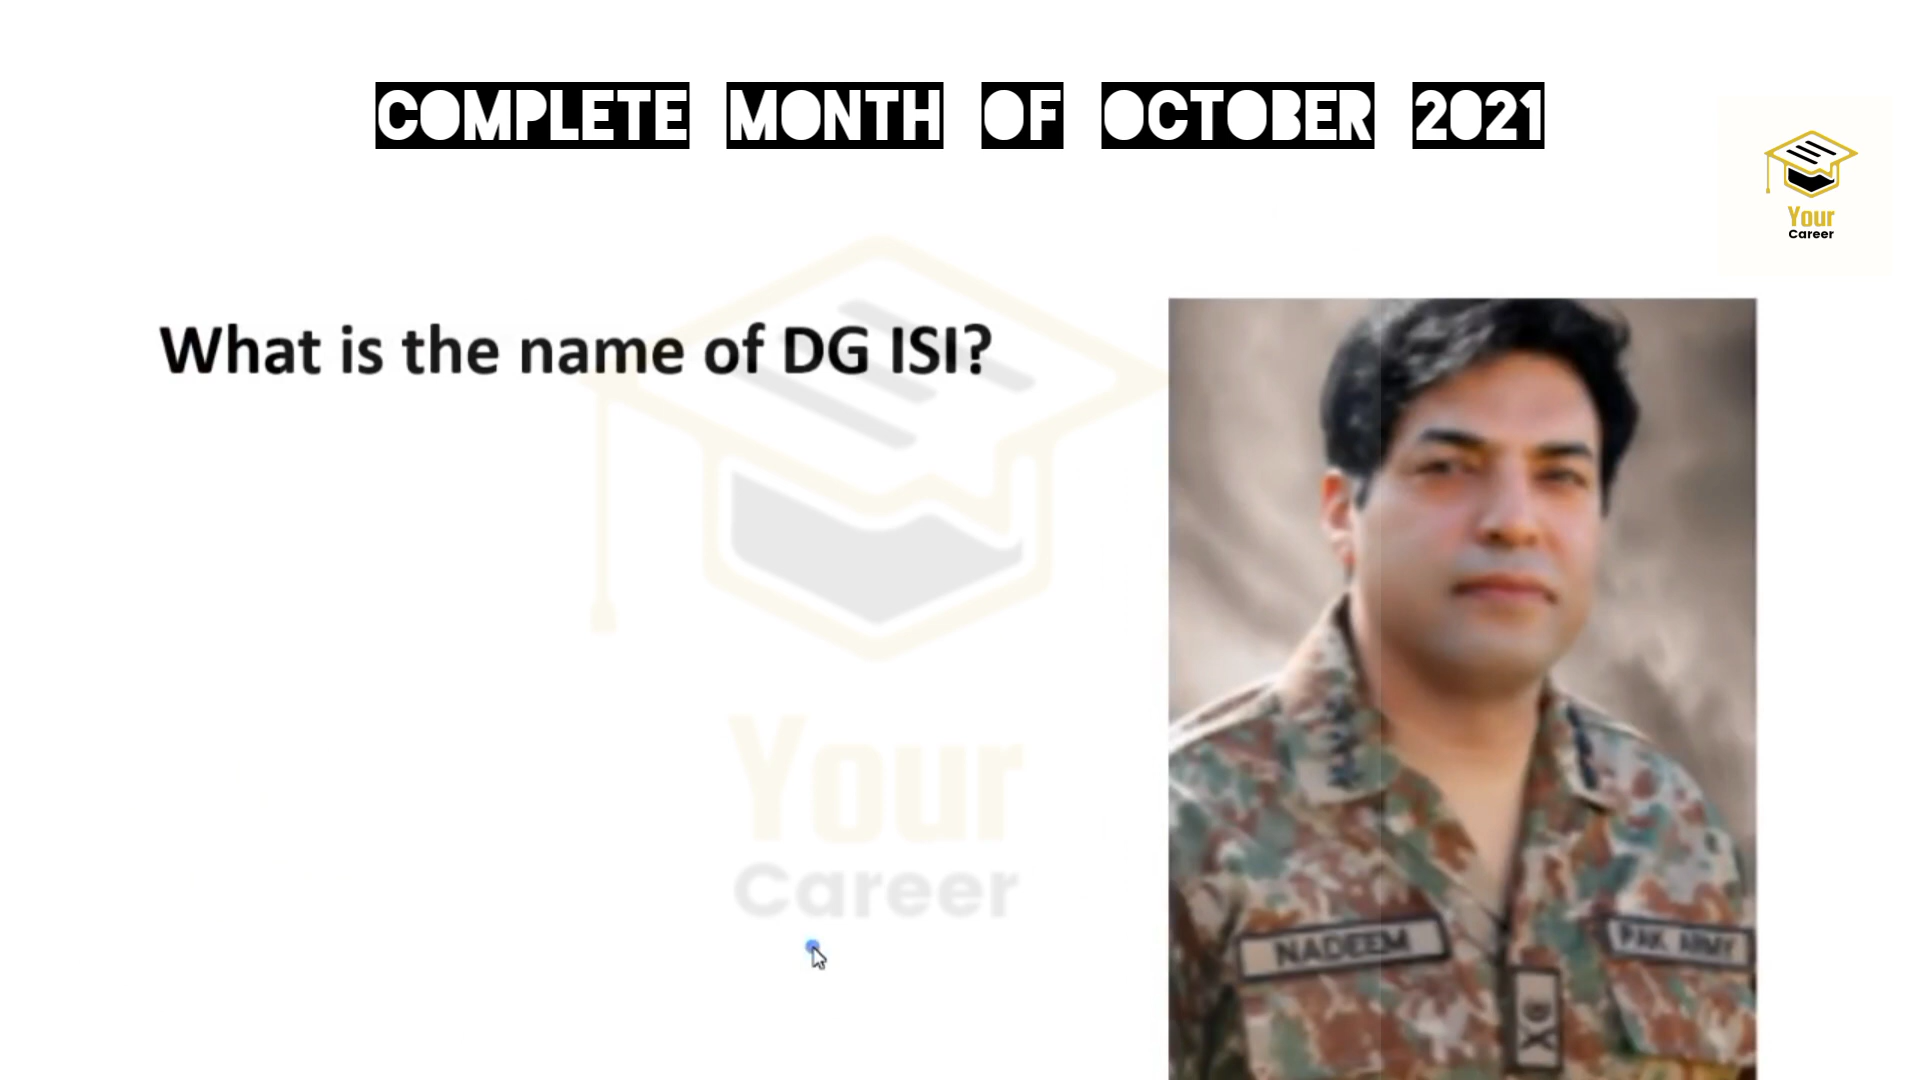 COMPLETE MONTH OF OCTOBER 2021
Your
Career
What is the name of DG ISI?
Your
Career
NADEEM
PAK ARMY